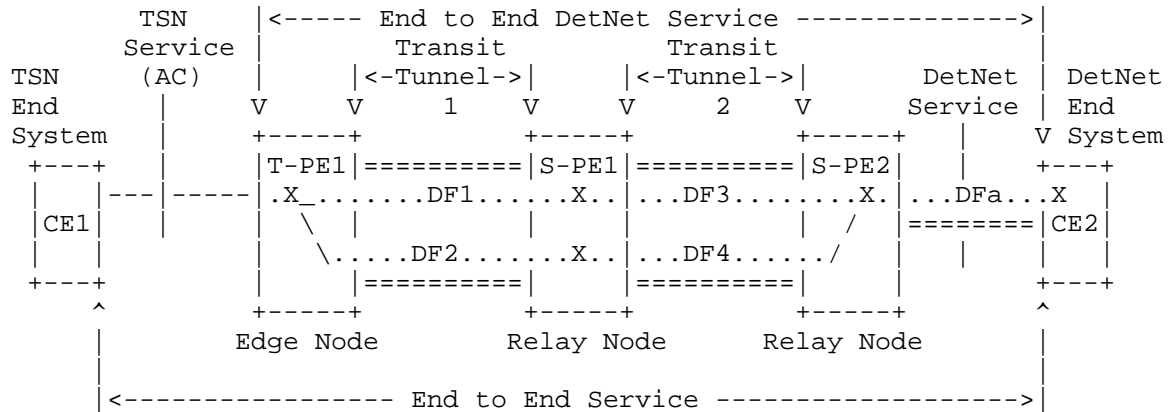 TSN      |<----- End to End DetNet Service -------------->|
       Service    |         Transit           Transit              |
TSN      (AC)     |      |<-Tunnel->|      |<-Tunnel->|      DetNet | DetNet
End        |      V      V     1    V      V    2     V     Service | End
System     |      +-----+           +-----+           +-----+   |   V System
 +---+     |      |T-PE1|==========|S-PE1|==========|S-PE2|   |   +---+
 |   |---|-----|.X_.......DF1.......X..|...DF3........X.|...DFa...X   |
 |CE1|   |     |  \  |          |     |          |  /  |========|CE2|
 |   |         |   \.....DF2.......X..|...DF4....../   |   |    |   |
 +---+         |     |==========|     |==========|     |        +---+
     ^         +-----+          +-----+          +-----+        ^
     |        Edge Node        Relay Node       Relay Node      |
     |                                                          |
     |<----------------- End to End Service ------------------->|